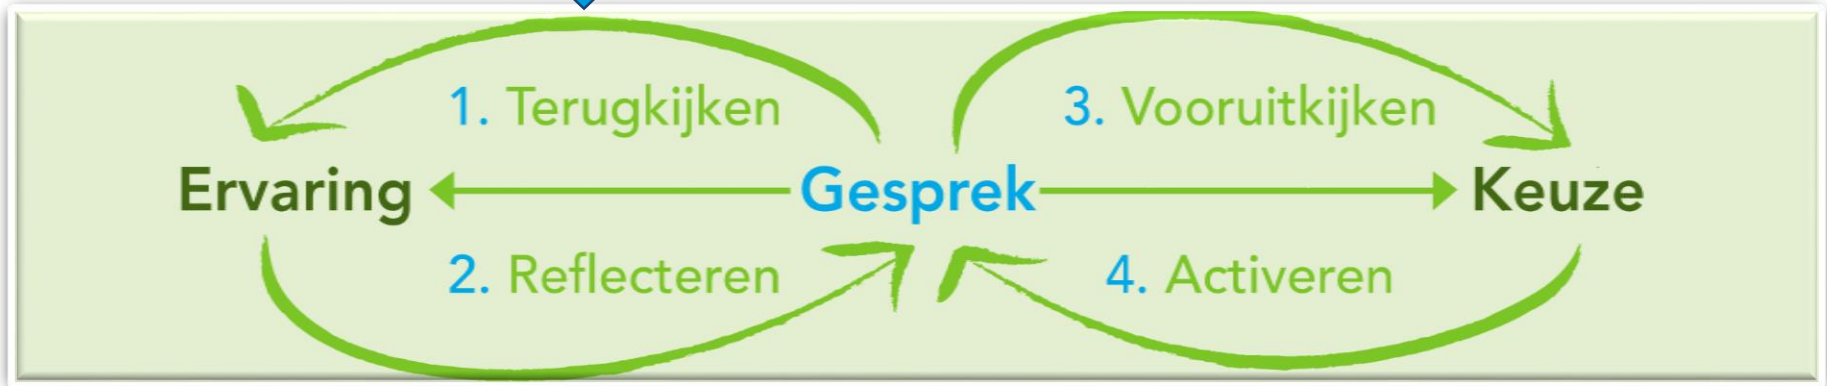 1. Terugkijken
3. Vooruitkijken
Ervaring
Gesprek
Keuze
2. Reflecteren
4. Activeren